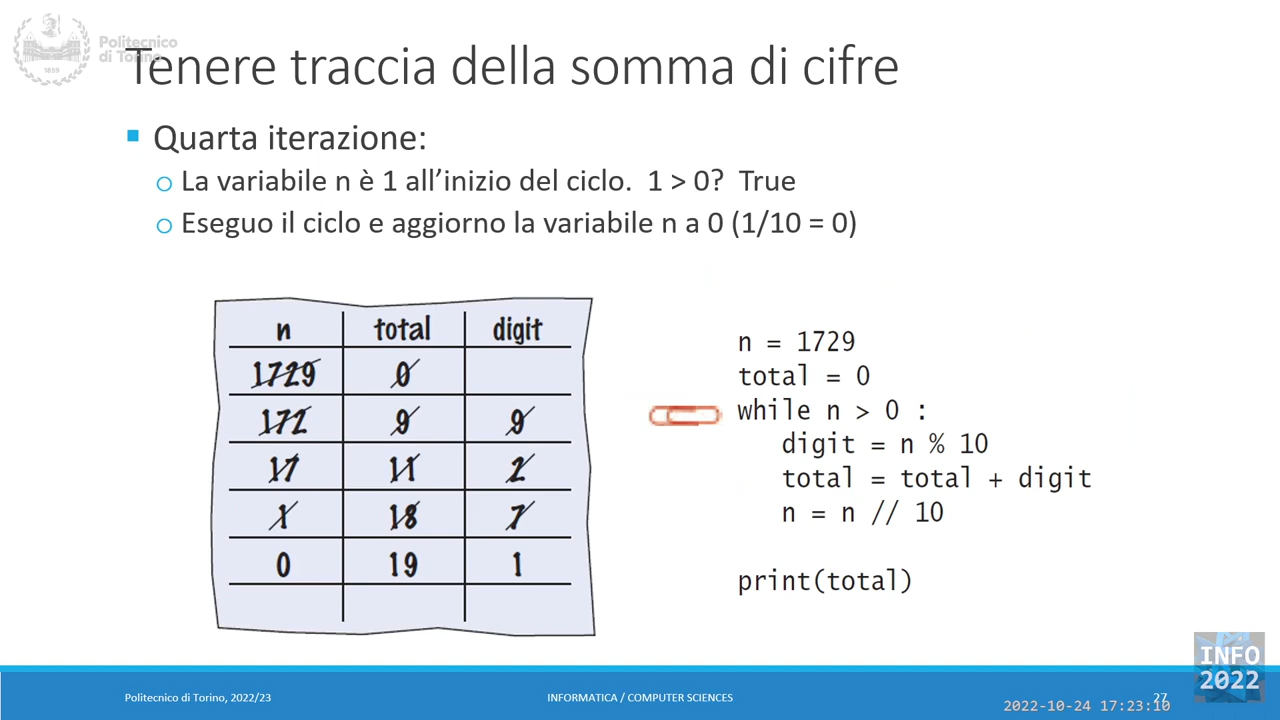 Politecnico
di Torino
1859
Tenere traccia della somma di cifre
Quarta iterazione:
La variabile n è 1 all’inizio del ciclo. 1 > 0? True
Eseguo il ciclo e aggiorno la variabile n a 0 (1/10 = 0)
n total digit
1729 0
172 9 9
17 11 2
1 18 7
0 19 1
n = 1729
total = 0
while n > 0 :
digit = n % 10
total = total + digit
n = n // 10
print(total)
INFO
2022
Politecnico di Torino, 2022/23
INFORMATICA / COMPUTER SCIENCES
27
2022-10-24 17:23:10